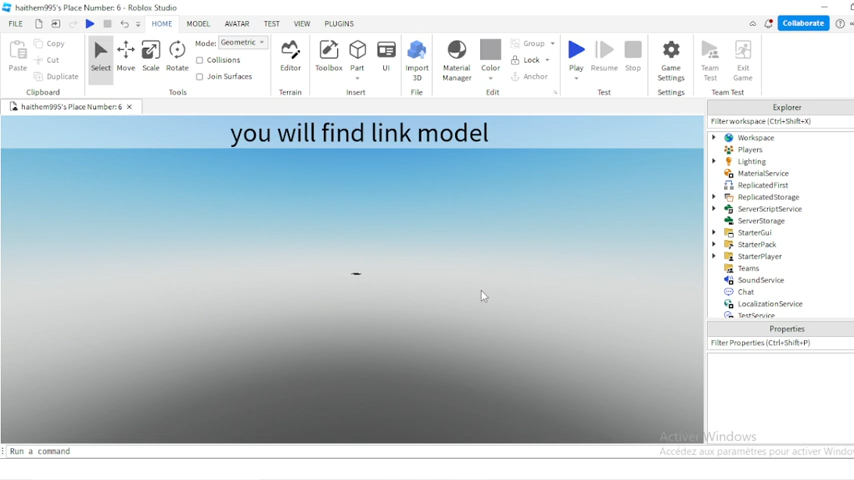 haithem995's Place Number: 6 - Roblox Studio
FILE HOME MODEL AVATAR TEST VIEW PLUGINS Collaborate
Paste
Copy
Cut
Duplicate
Clipboard
Select Move Scale Rotate
Mode: Geometric
Collisions
Join Surfaces
Tools
Editor
Terrain
Toolbox Part UI
Insert
Import
3D
File
Material
Manager
Color
Group
Lock
Anchor
Edit
Play Resume Stop
Test
Game
Settings
Settings
Team
Test
Exit
Game
Team Test
haithem995's Place Number: 6
you will find link model
Explorer
Filter workspace (Ctrl+Shift+X)
Workspace
Players
Lighting
MaterialService
ReplicatedFirst
ReplicatedStorage
ServerScriptService
ServerStorage
StarterGui
StarterPack
StarterPlayer
Teams
SoundService
Chat
LocalizationService
TestService
Properties
Filter Properties (Ctrl+Shift+P)
Activer Windows
Accédez aux paramètres pour activer Windo
Run a command